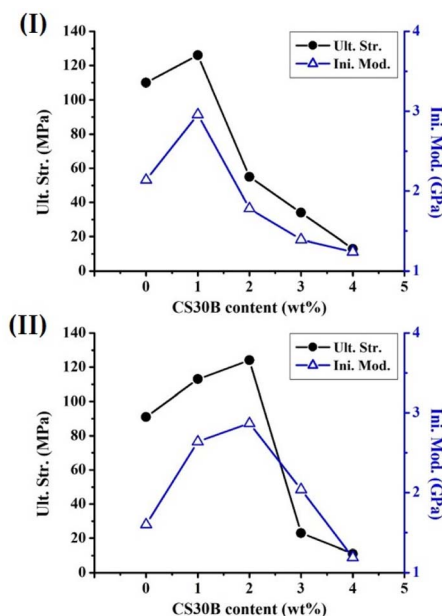 (I)
140
120
100
80
60
40
20
0
Ult. Str. (MPa)
4
3
2
1
Ini. Mod. (GPa)
Ult. Str.
Ini. Mod.
0 1 2 3 4 5
CS30B content (wt%)
(II)
140
120
100
80
60
40
20
0
Ult. Str. (MPa)
4
3
2
1
Ini. Mod. (GPa)
Ult. Str.
Ini. Mod.
0 1 2 3 4 5
CS30B content (wt%)